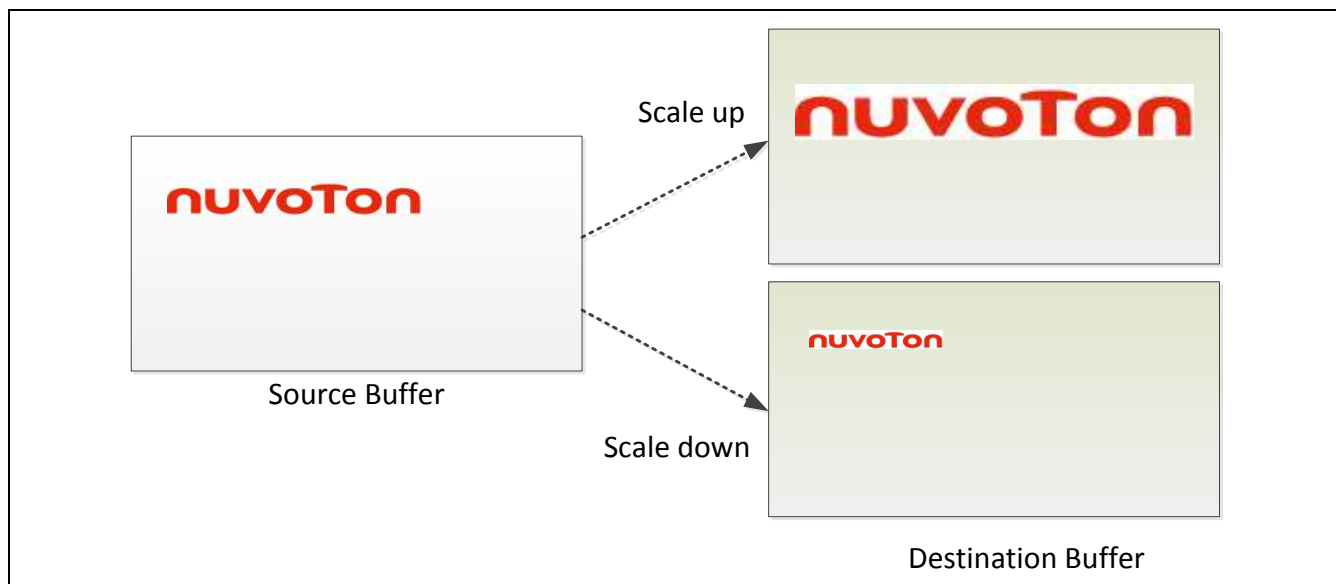 nuvoTon
Source Buffer
Scale up
nuvoTon
Scale down
nuvoTon
Destination Buffer